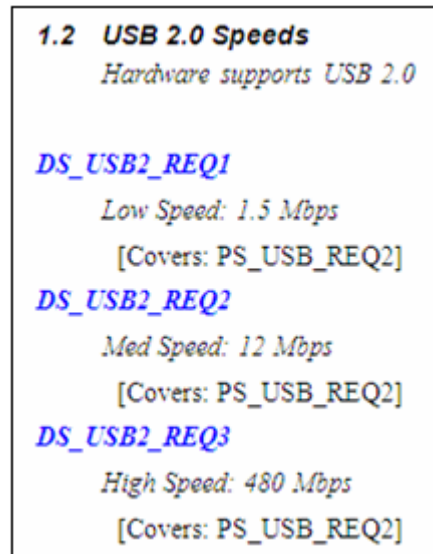 1.2 USB 2.0 Speeds
Hardware supports USB 2.0
DS_USB2_REQ1
Low Speed: 1.5 Mbps
[Covers: PS_USB_REQ2]
DS_USB2_REQ2
Med Speed: 12 Mbps
[Covers: PS_USB_REQ2]
DS_USB2_REQ3
High Speed: 480 Mbps
[Covers: PS_USB_REQ2]